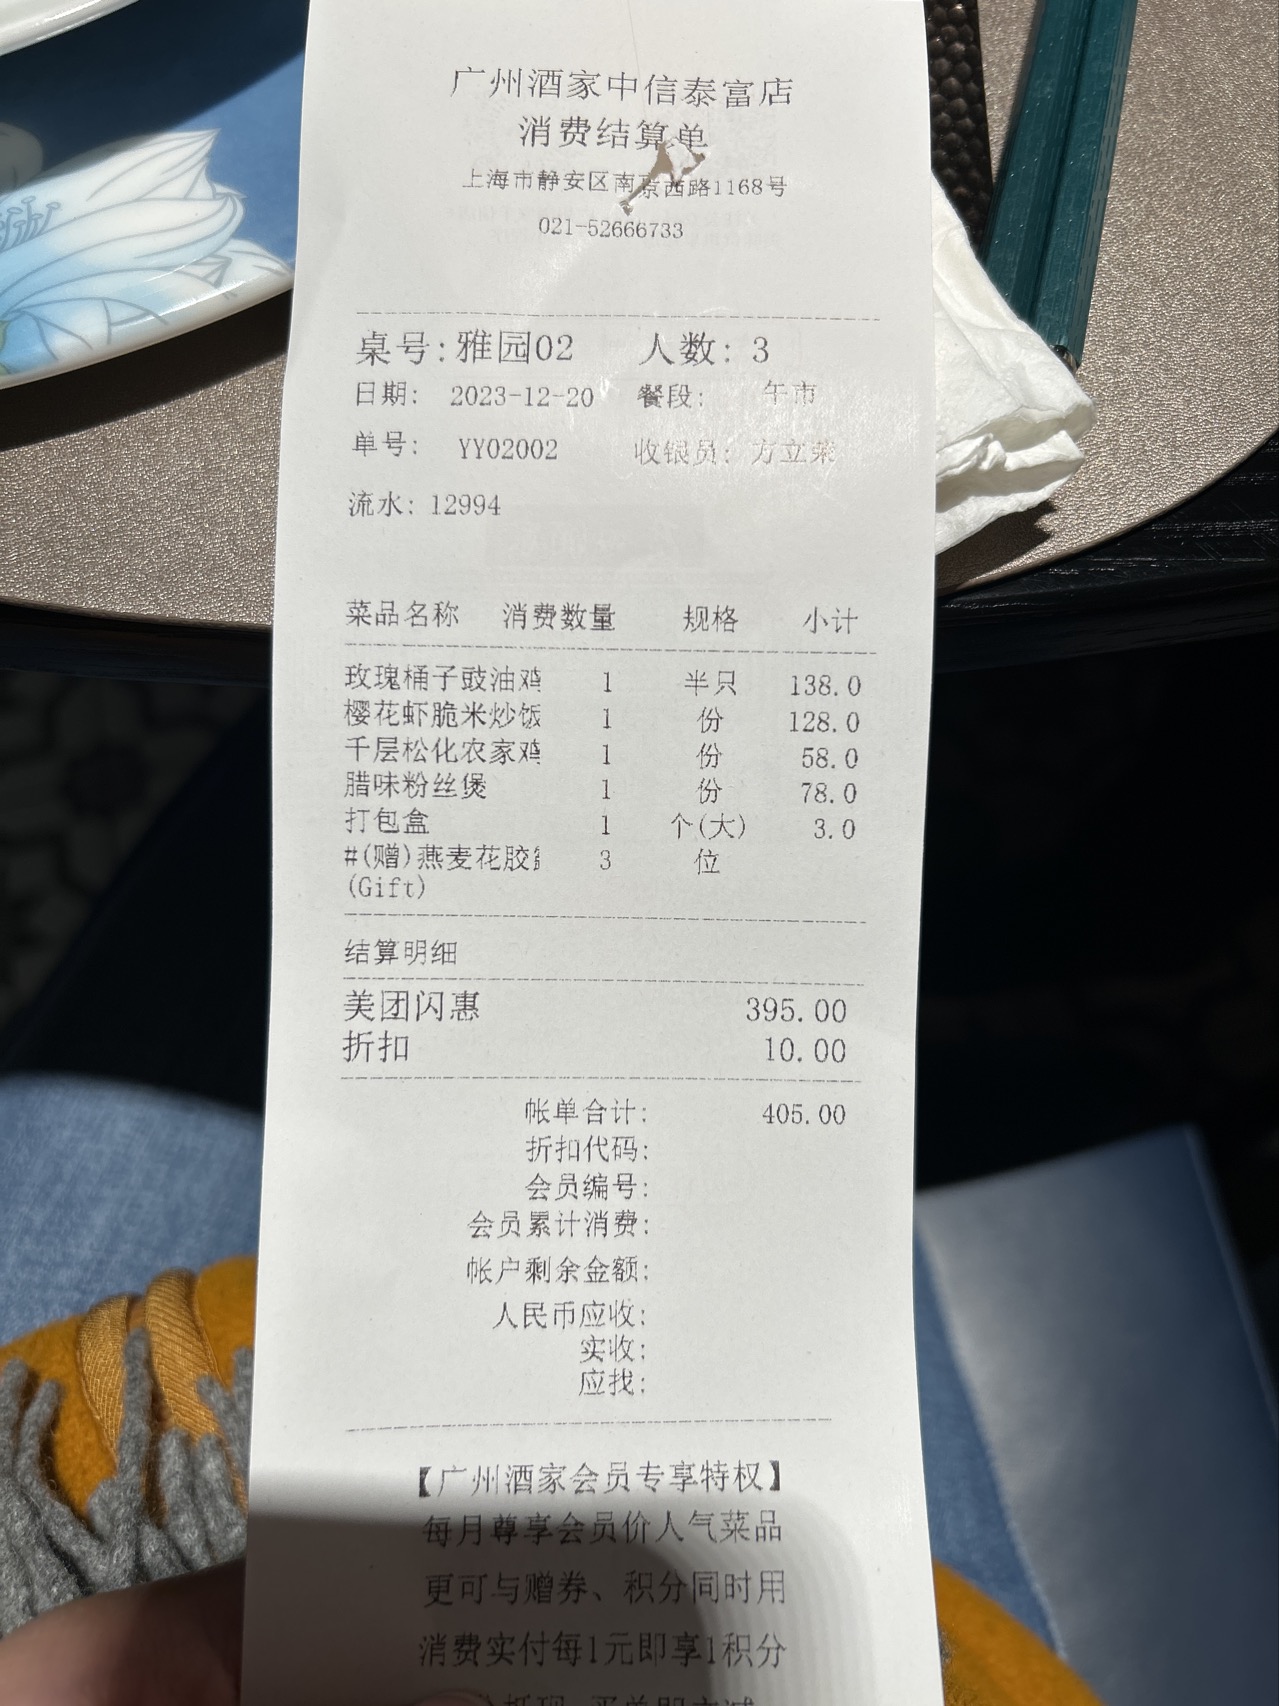 广州酒家中信泰富店
消费结算单
上海市静安区南京西路1168号
021-52666733
桌号:雅园02 人数: 3
日期: 2023-12-20 餐段: 午市
单号: YY02002 收银员: 方立荣
流水: 12994
菜品名称 消费数量 规格 小计
玫瑰桶子豉油鸡 1 半只 138.0
樱花虾脆米炒饭 1 份 128.0
千层松化农家鸡 1 份 58.0
腊味粉丝煲 1 份 78.0
打包盒 1 个(大) 3.0
#(赠)燕麦花胶 3 位
(Gift)
结算明细
美团闪惠 395.00
折扣 10.00
帐单合计: 405.00
折扣代码:
会员编号:
会员累计消费:
帐户剩余金额:
人民币应收:
实收:
应找:
【广州酒家会员专享特权】
每月尊享会员价人气菜品
更可与赠券、积分同时用
消费实付每1元即享1积分